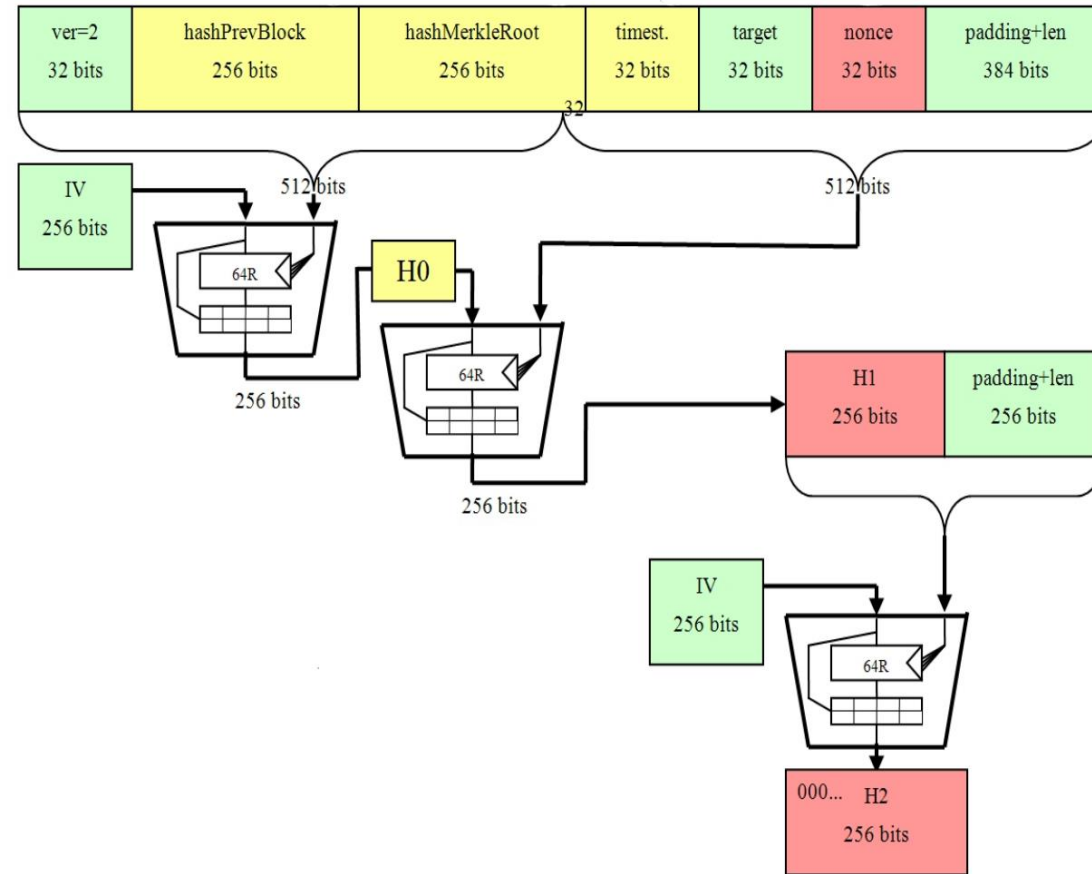 ver=2 hashPrevBlock hashMerkleRoot timest. target nonce padding+len
32 bits 256 bits 256 bits 32 bits 32 bits 32 bits 384 bits
32
512 bits 512 bits
IV
256 bits
64R
H0
256 bits
64R
256 bits
H1 padding+len
256 bits 256 bits
IV
256 bits
64R
000... H2
256 bits